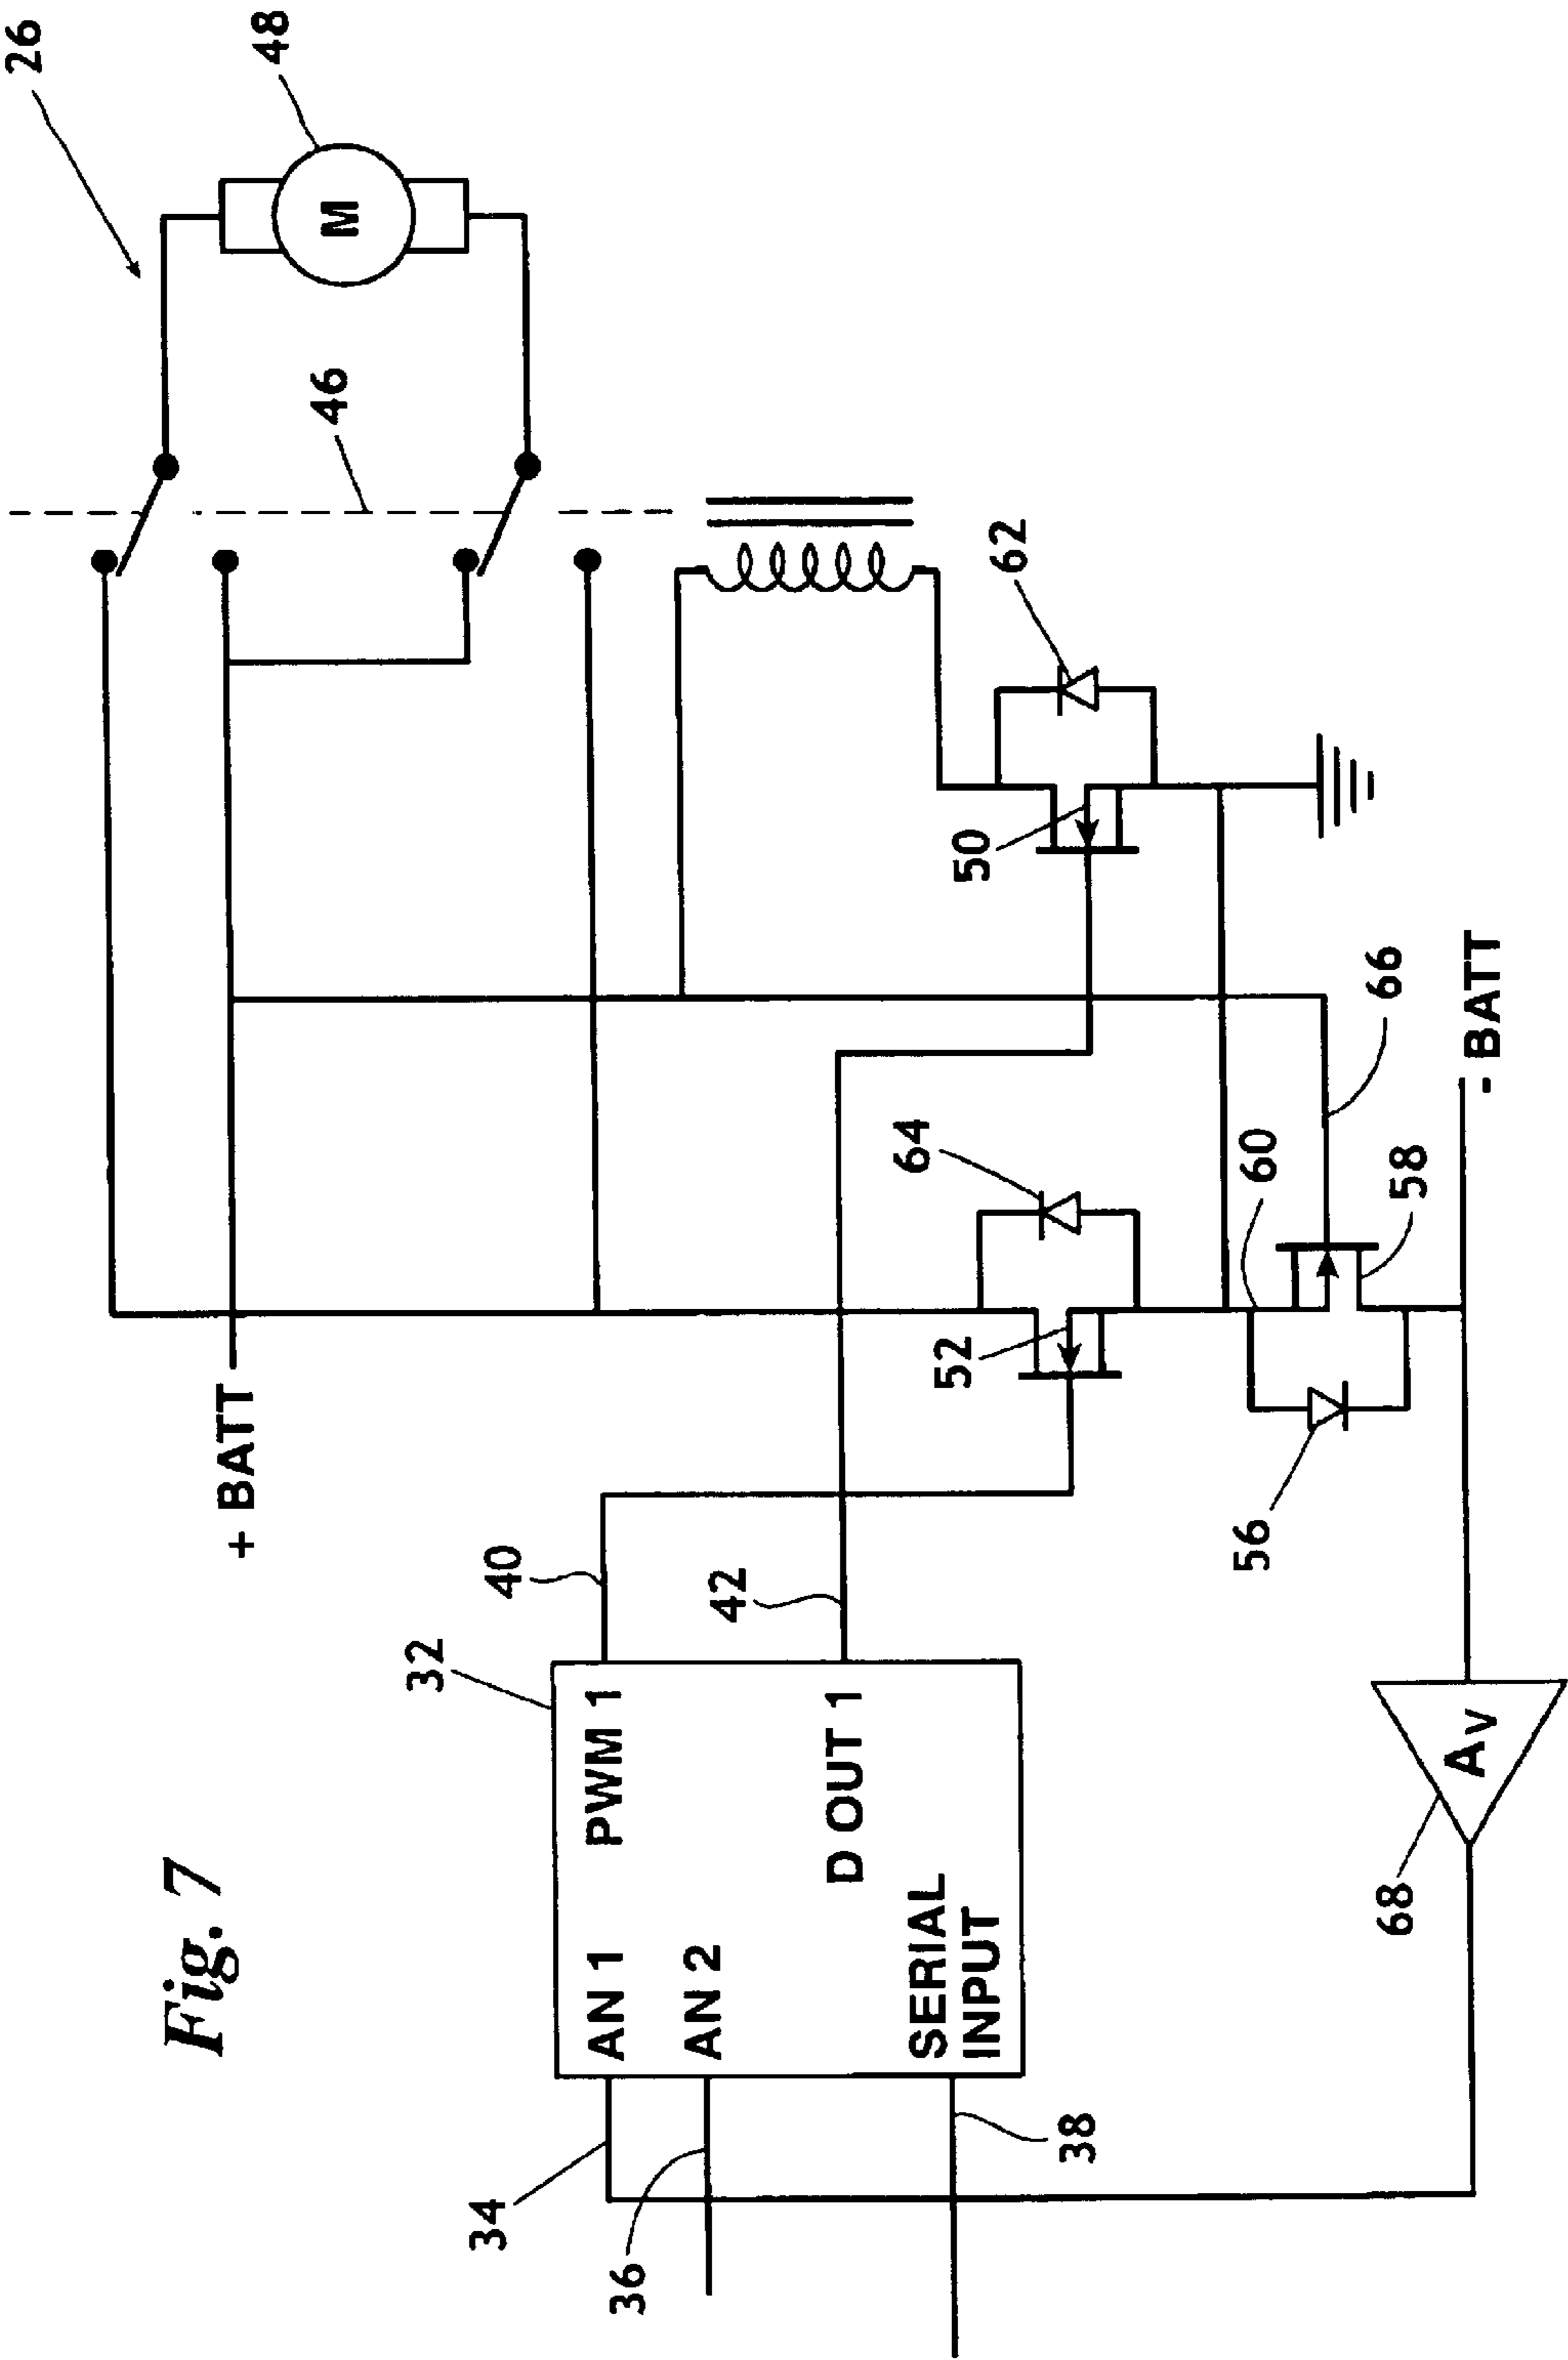 Fig. 7
26
48
46
+ BATT
62
50
66
- BATT
64
60
58
52
56
40
42
32
PWM 1
D OUT 1
AN 1
AN 2
SERIAL
INPUT
34
36
38
68
AV
M